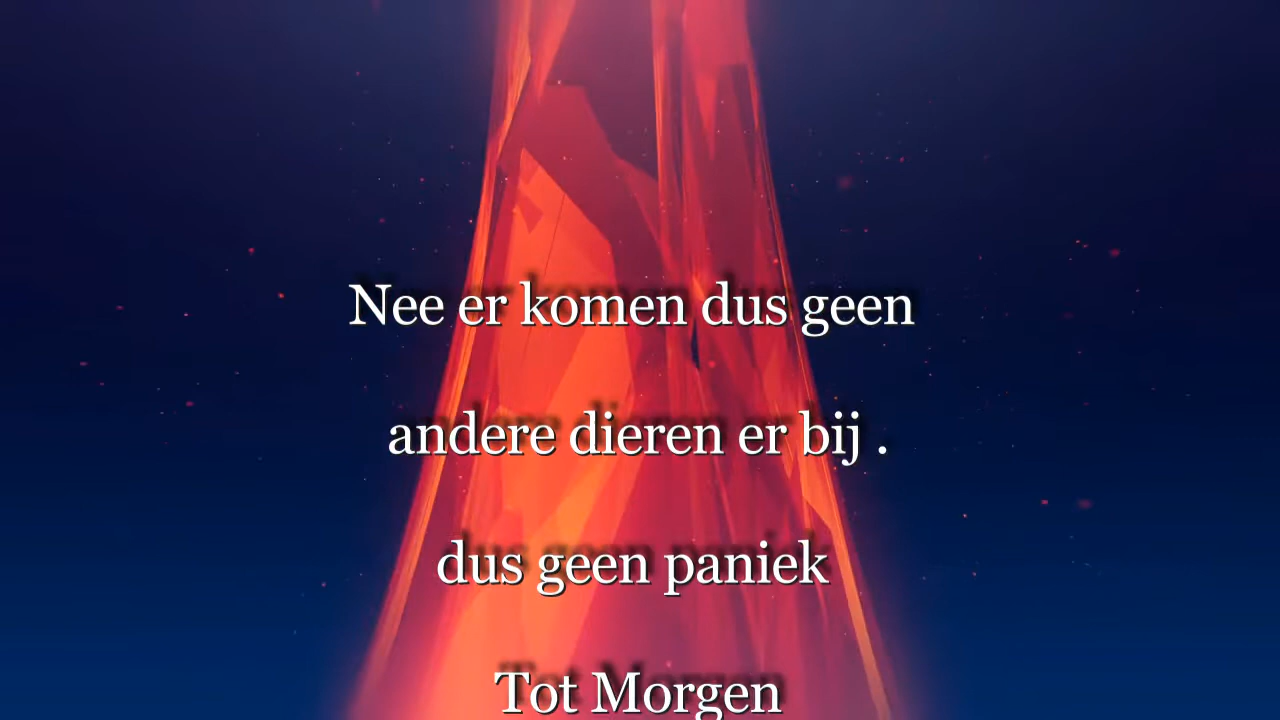 Nee er komen dus geen
andere dieren er bij .
dus geen paniek
Tot Morgen